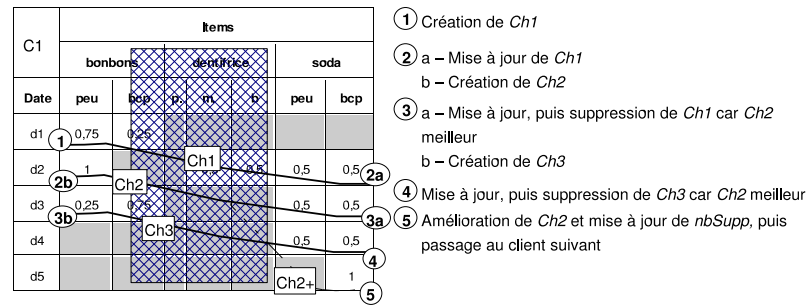 C1
Items
bonbons dentifrice soda
Date peu bcp p. m. b peu bcp
d1 0,75 0,25
1
Ch1
d2 1 0,5 0,5 0,5
2b 2a
Ch2
d3 0,25 0,75 0,5 0,5
3b 3a
Ch3
d4 0,5 0,5
4
d5 1
Ch2+
5
1 Création de Ch1
2 a – Mise à jour de Ch1
b – Création de Ch2
3 a – Mise à jour, puis suppression de Ch1 car Ch2
meilleur
b – Création de Ch3
4 Mise à jour, puis suppression de Ch3 car Ch2 meilleur
5 Amélioration de Ch2 et mise à jour de nbSupp, puis
passage au client suivant